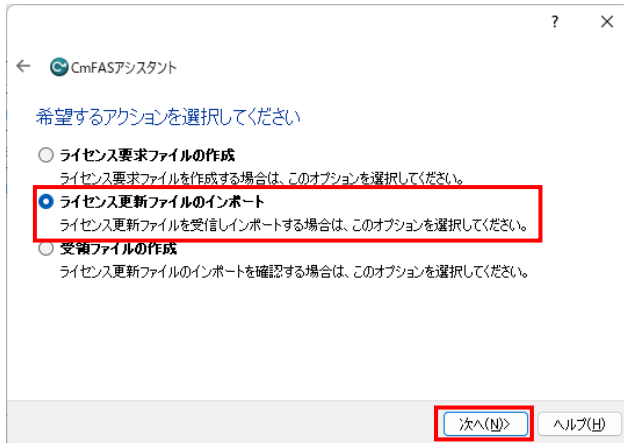 ?
CmFASアシスタント
希望するアクションを選択してください
ライセンス要求ファイルの作成
ライセンス要求ファイルを作成する場合は、このオプションを選択してください。
ライセンス更新ファイルのインポート
ライセンス更新ファイルを受信しインポートする場合は、このオプションを選択してください。
受領ファイルの作成
ライセンス更新ファイルのインポートを確認する場合は、このオプションを選択してください。
次へ(N)> ヘルプ(H)